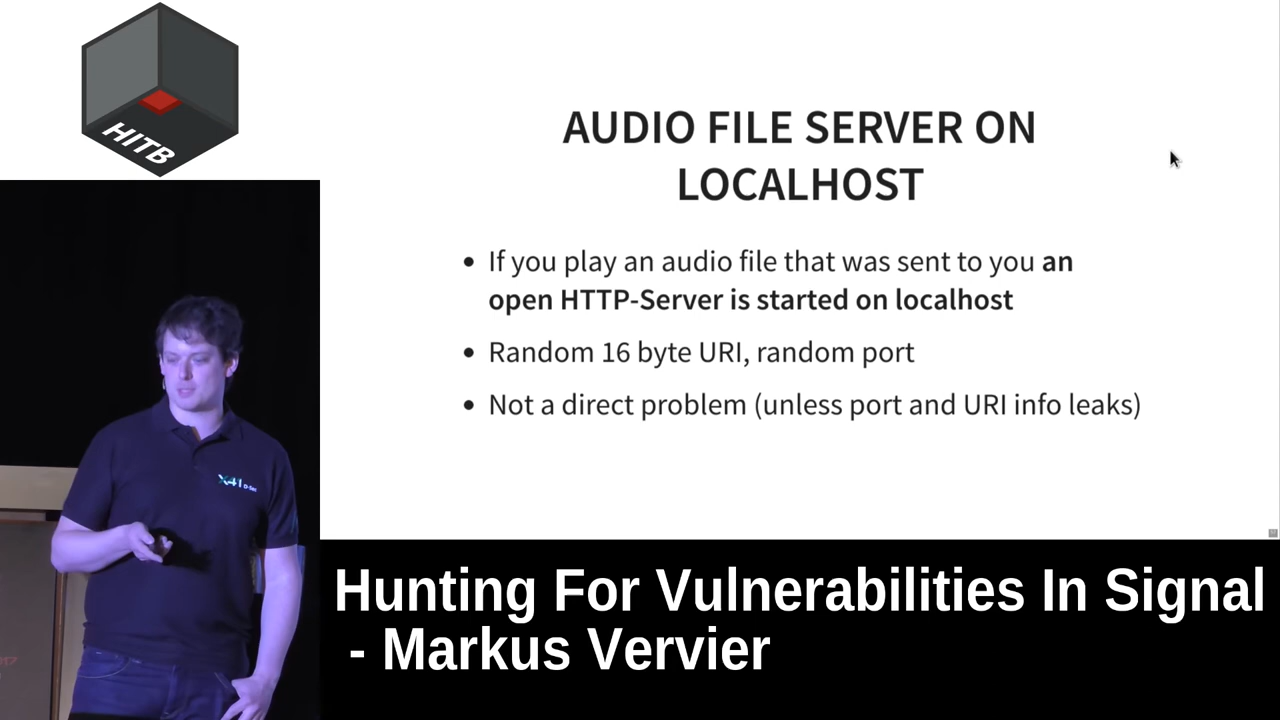 HITB
AUDIO FILE SERVER ON
LOCALHOST
• If you play an audio file that was sent to you an
open HTTP-Server is started on localhost
• Random 16 byte URI, random port
• Not a direct problem (unless port and URI info leaks)
X41 D-Sec
Hunting For Vulnerabilities In Signal
- Markus Vervier